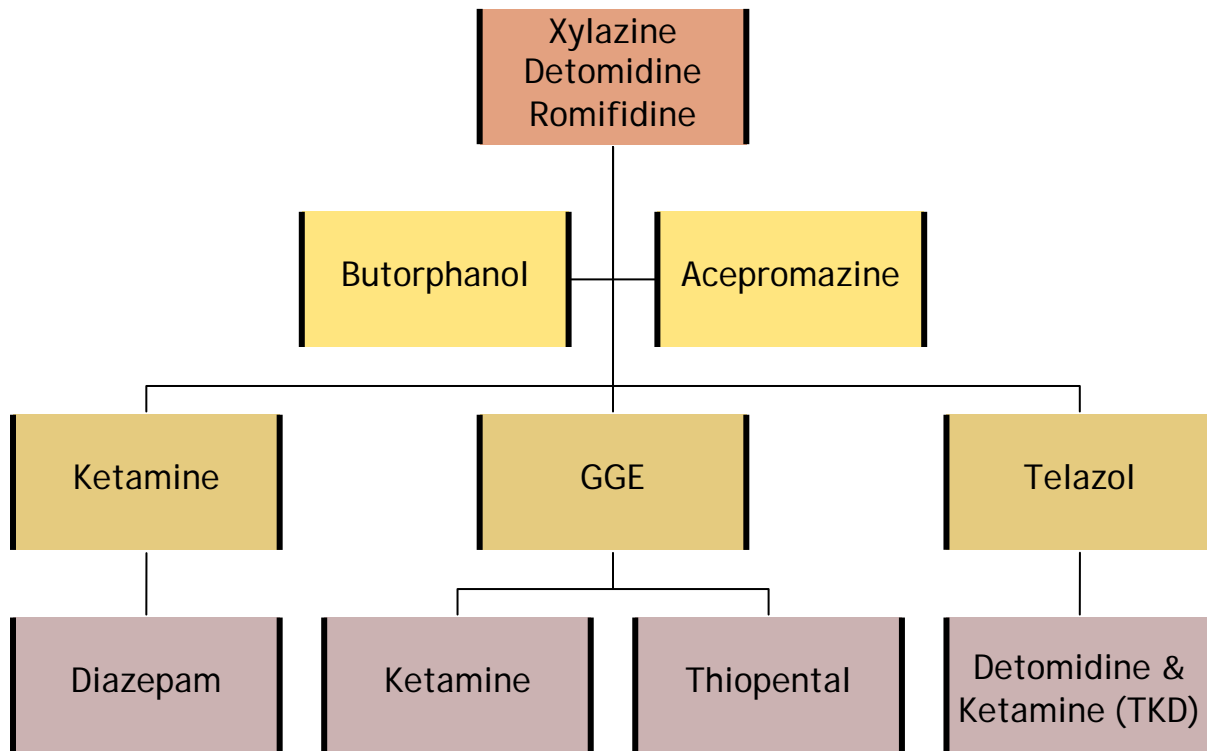 Xylazine
Detomidine
Romifidine
Butorphanol
Acepromazine
Ketamine
GGE
Telazol
Diazepam
Ketamine
Thiopental
Detomidine &
Ketamine (TKD)